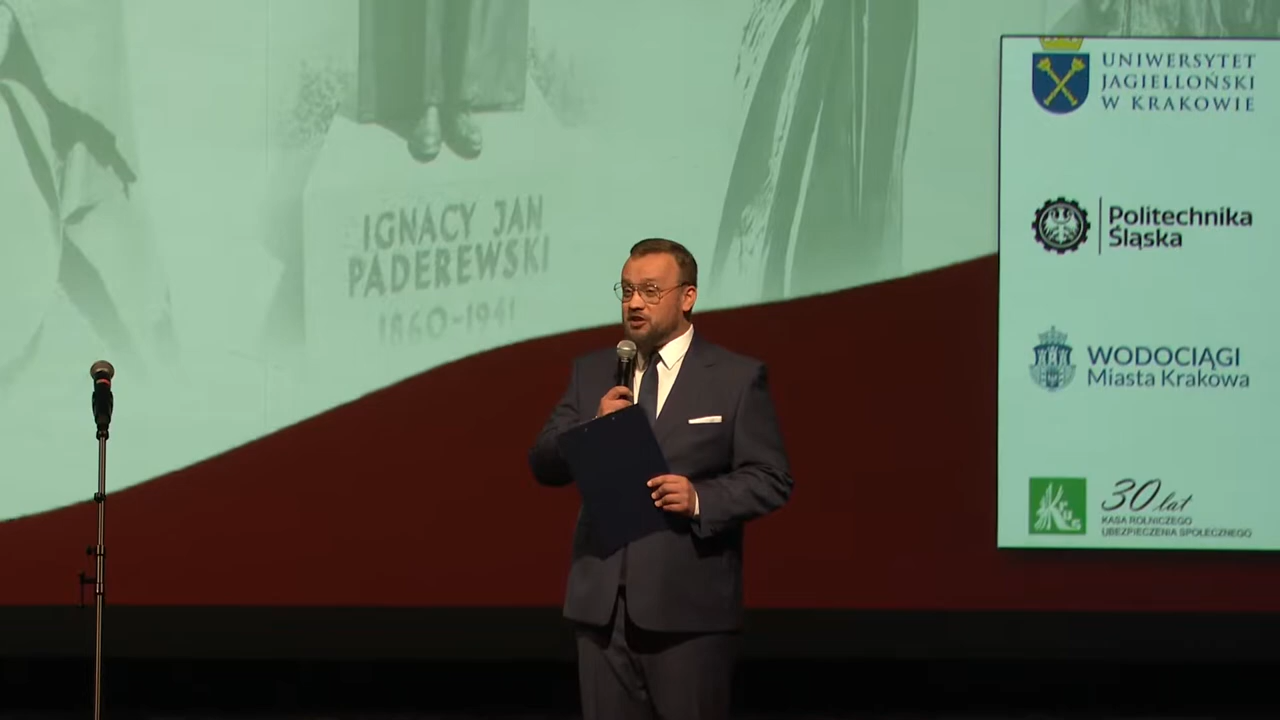 IGNACY JAN
PADEREWSKI
1860-1941
UNIWERSYTET
JAGIELLOŃSKI
W KRAKOWIE
Politechnika
Śląska
WODOCIĄGI
Miasta Krakowa
KRUS
30 lat
KASA ROLNICZEGO
UBEZPIECZENIA SPOŁECZNEGO